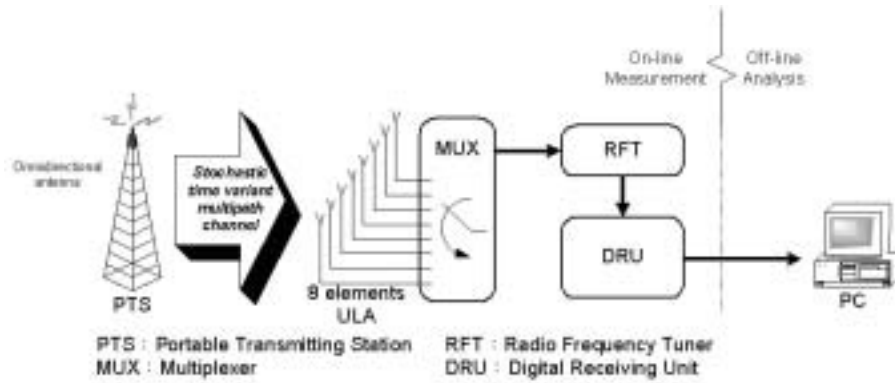 On-line
Measurement
Off-line
Analysis
Omnidirectional
antenna
Stochastic
time variant
multipath
channel
MUX
RFT
DRU
8 elements
ULA
PTS
PC
PTS : Portable Transmitting Station
RFT : Radio Frequency Tuner
MUX : Multiplexer
DRU : Digital Receiving Unit